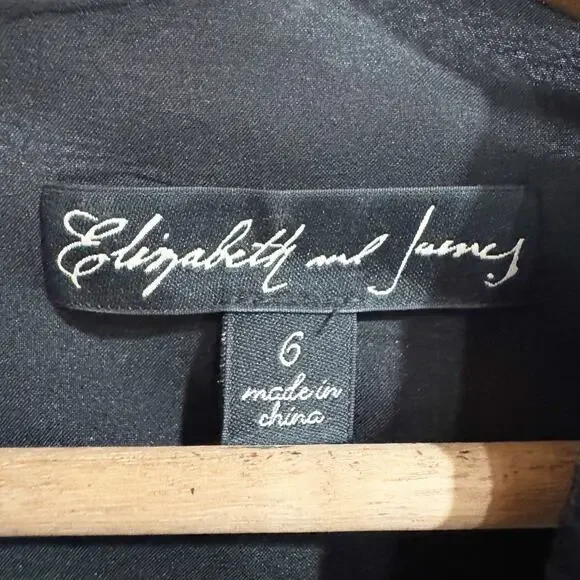 Elizabeth and James
6
made in
china